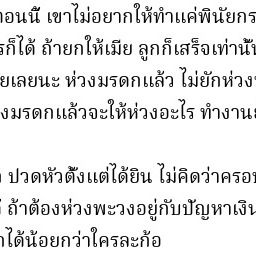 ตอนนี้ เขาไม่อยากให้ทำแค่พินัยกร
รก็ได้ ถ้ายกให้เมีย ลูกก็เสร็จเท่านั้น
ยเลยนะ ห่วงมรดกแล้ว ไม่ยักห่วง
งมรดกแล้วจะให้ห่วงอะไร ทำงาน
ปวดหัวตั้งแต่ได้ยิน ไม่คิดว่าครอบ
ถ้าต้องห่วงพะวงอยู่กับปัญหาเงิน
าได้น้อยกว่าใครละก้อ